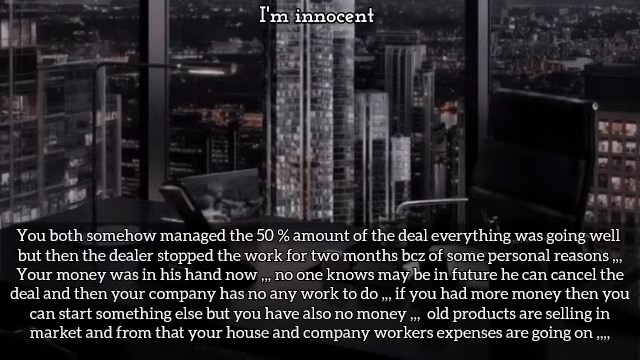 I'm innocent
You both somehow managed the 50 % amount of the deal everything was going well
but then the dealer stopped the work for two months bcz of some personal reasons ,,,
Your money was in his hand now ,,, no one knows may be in future he can cancel the
deal and then your company has no any work to do ,,, if you had more money then you
can start something else but you have also no money ,,, old products are selling in
market and from that your house and company workers expenses are going on ,,,,